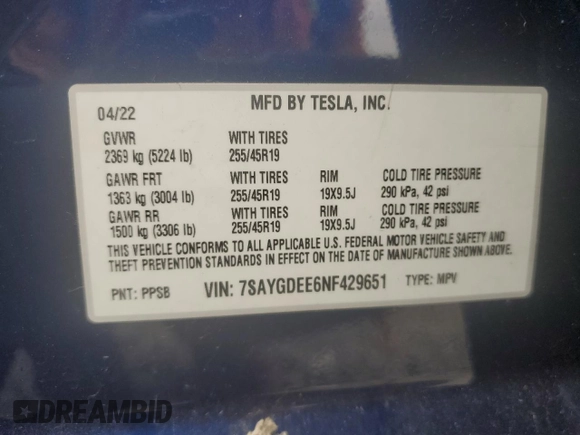 04/22
MFD BY TESLA, INC.
GVWR WITH TIRES
2369 kg (5224 lb) 255/45R19
GAWR FRT WITH TIRES RIM COLD TIRE PRESSURE
1363 kg (3004 lb) 255/45R19 19X9.5J 290 kPa, 42 psi
GAWR RR WITH TIRES RIM COLD TIRE PRESSURE
1500 kg (3306 lb) 255/45R19 19X9.5J 290 kPa, 42 psi
THIS VEHICLE CONFORMS TO ALL APPLICABLE U.S. FEDERAL MOTOR VEHICLE SAFETY AND
THEFT PREVENTION STANDARDS IN EFFECT ON THE DATE OF MANUFACTURE SHOWN ABOVE.
PNT: PPSB VIN: 7SAYGDEE6NF429651 TYPE: MPV
DREAMBID